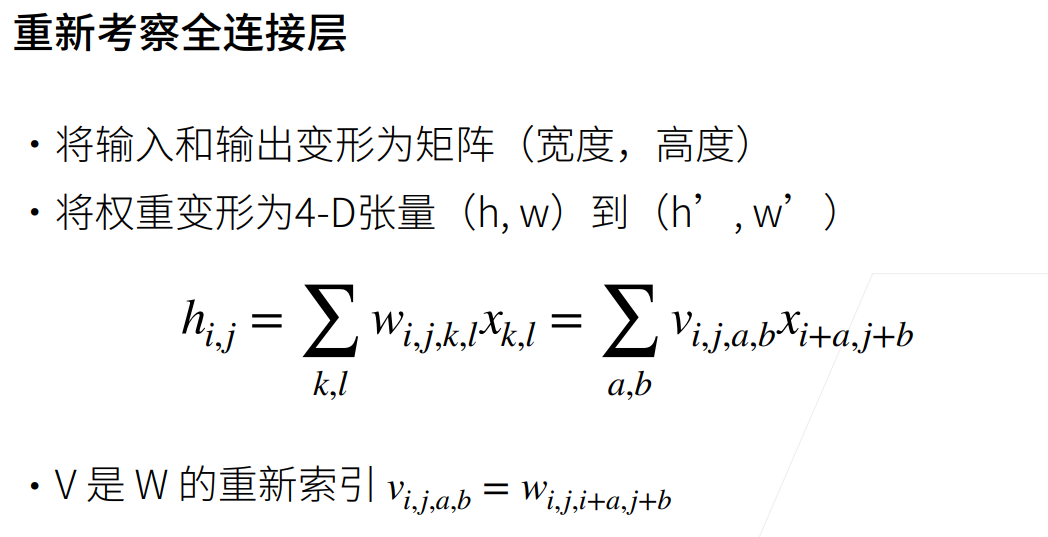 重新考察全连接层
• 将输入和输出变形为矩阵（宽度，高度）
• 将权重变形为4-D张量（h, w）到（h’, w’）
h_{i,j} = \sum_{k,l} w_{i,j,k,l} x_{k,l} = \sum_{a,b} v_{i,j,a,b} x_{i+a,j+b}
• V 是 W 的重新索引 v_{i,j,a,b} = w_{i,j,i+a,j+b}